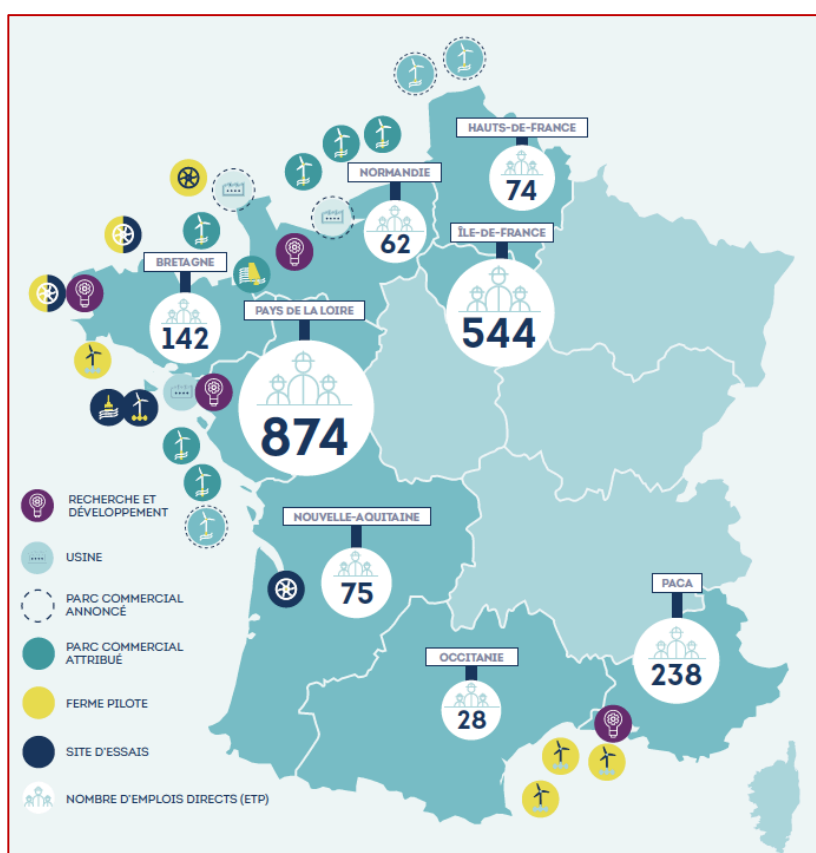 HAUTS-DE-FRANCE
74
NORMANDIE
62
ÎLE-DE-FRANCE
544
BRETAGNE
142
PAYS DE LA LOIRE
874
NOUVELLE-AQUITAINE
75
PACA
238
OCCITANIE
28
RECHERCHE ET
DÉVELOPPEMENT
USINE
PARC COMMERCIAL
ANNONCÉ
PARC COMMERCIAL
ATTRIBUÉ
FERME PILOTE
SITE D'ESSAIS
NOMBRE D'EMPLOIS DIRECTS (ETP)